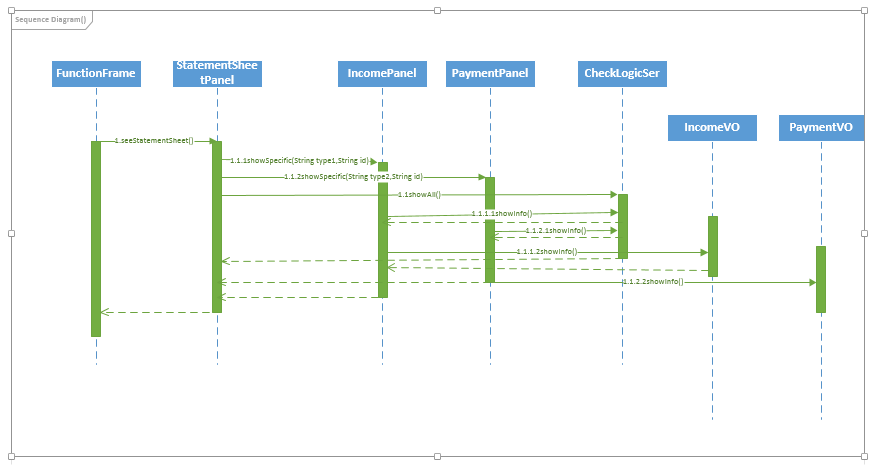 Sequence Diagram()
FunctionFrame
StatementShee
tPanel
IncomePanel
PaymentPanel
CheckLogicSer
IncomeVO
PaymentVO
1.seeStatementSheet()
1.1.1showSpecific(String type1,String id)
1.1.2showSpecific(String type2,String id)
1.1showAll()
1.1.1.1showInfo()
1.1.2.1showInfo()
1.1.1.2showInfo()
1.1.2.2showInfo()